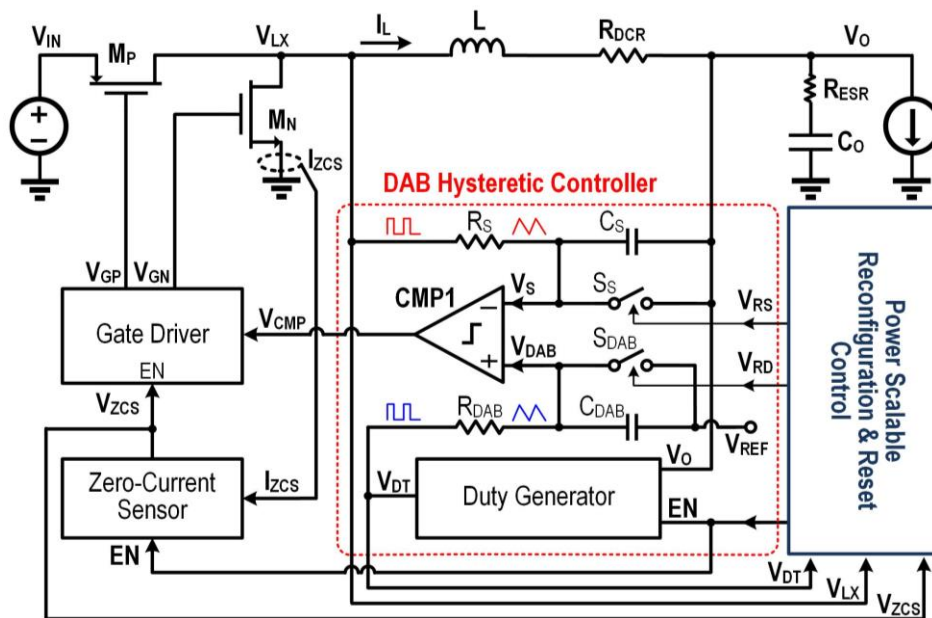 V_IN
M_P
V_LX
I_L
L
R_DCR
V_O
R_ESR
C_O
M_N
I_ZCS
DAB Hysteretic Controller
R_S
C_S
V_GP
V_GN
V_S
S_S
CMP1
V_RS
Gate Driver
EN
V_CMP
V_DAB
S_DAB
V_RD
V_ZCS
R_DAB
C_DAB
V_REF
Zero-Current
Sensor
I_ZCS
V_DT
Duty Generator
V_O
EN
EN
Power Scalable
Reconfiguration & Reset
Control
V_DT
V_LX
V_ZCS